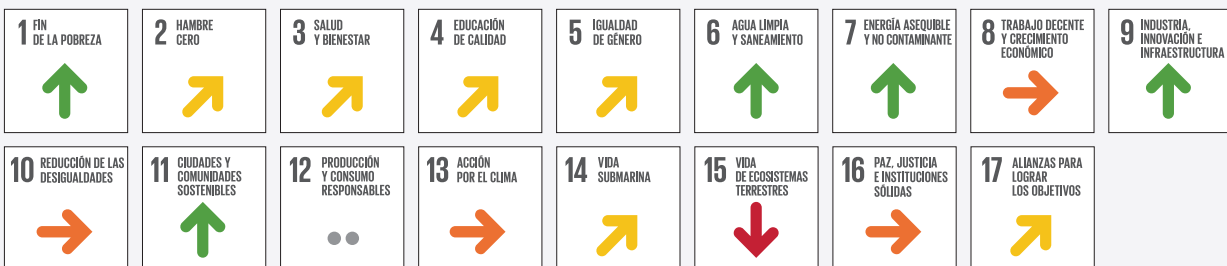 1 FIN
DE LA POBREZA
2 HAMBRE
CERO
3 SALUD
Y BIENESTAR
4 EDUCACIÓN
DE CALIDAD
5 IGUALDAD
DE GÉNERO
6 AGUA LIMPIA
Y SANEAMIENTO
7 ENERGÍA ASEQUIBLE
Y NO CONTAMINANTE
8 TRABAJO DECENTE
Y CRECIMIENTO
ECONÓMICO
9 INDUSTRIA,
INNOVACIÓN E
INFRAESTRUCTURA
10 REDUCCIÓN DE LAS
DESIGUALDADES
11 CIUDADES Y
COMUNIDADES
SOSTENIBLES
12 PRODUCCIÓN
Y CONSUMO
RESPONSABLES
13 ACCIÓN
POR EL CLIMA
14 VIDA
SUBMARINA
15 VIDA
DE ECOSISTEMAS
TERRESTRES
16 PAZ, JUSTICIA
E INSTITUCIONES
SÓLIDAS
17 ALIANZAS PARA
LOGRAR
LOS OBJETIVOS